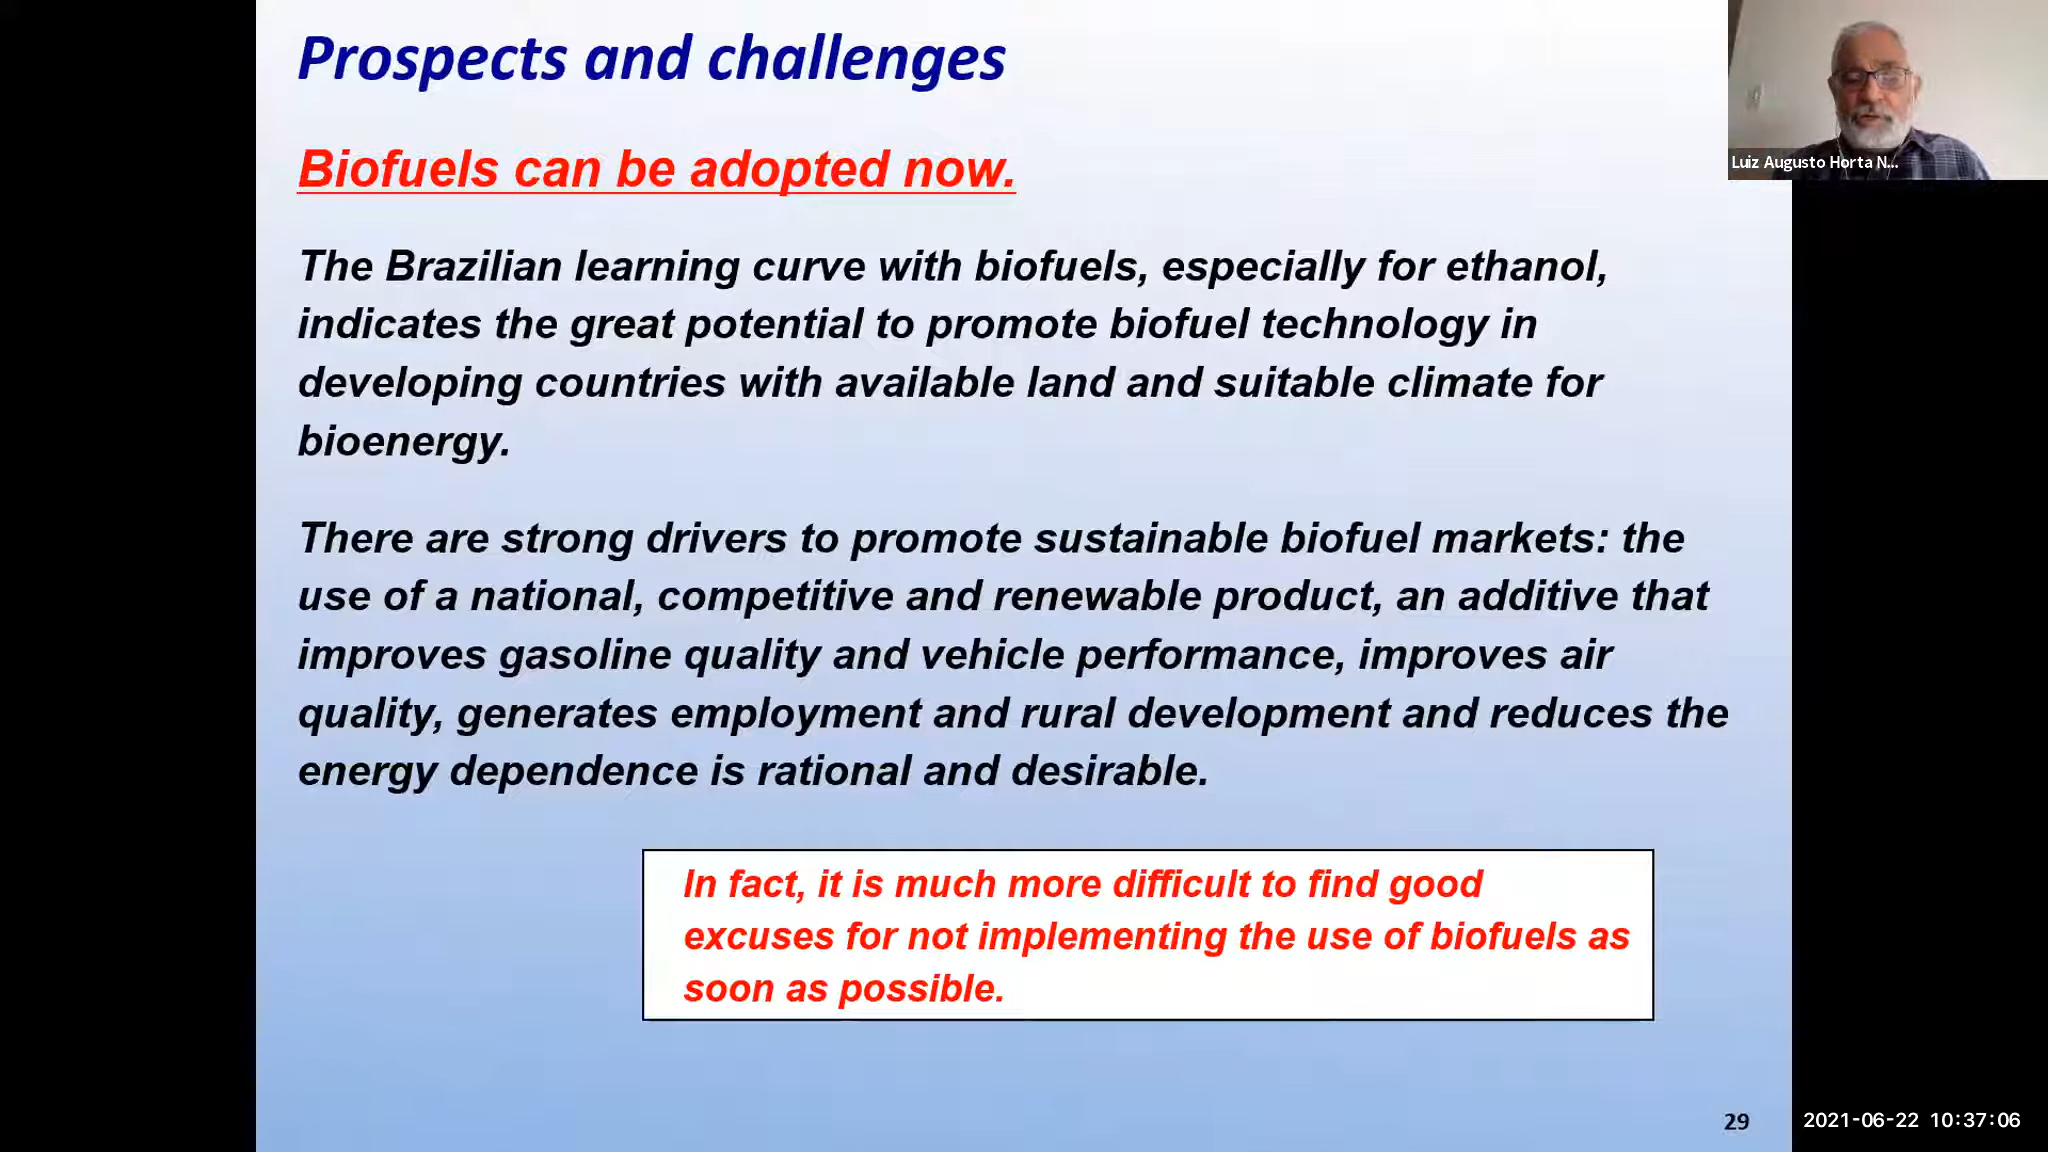 Prospects and challenges
Luiz Augusto Horta N...
Biofuels can be adopted now.
The Brazilian learning curve with biofuels, especially for ethanol,
indicates the great potential to promote biofuel technology in
developing countries with available land and suitable climate for
bioenergy.
There are strong drivers to promote sustainable biofuel markets: the
use of a national, competitive and renewable product, an additive that
improves gasoline quality and vehicle performance, improves air
quality, generates employment and rural development and reduces the
energy dependence is rational and desirable.
In fact, it is much more difficult to find good
excuses for not implementing the use of biofuels as
soon as possible.
29
2021-06-22 10:37:06